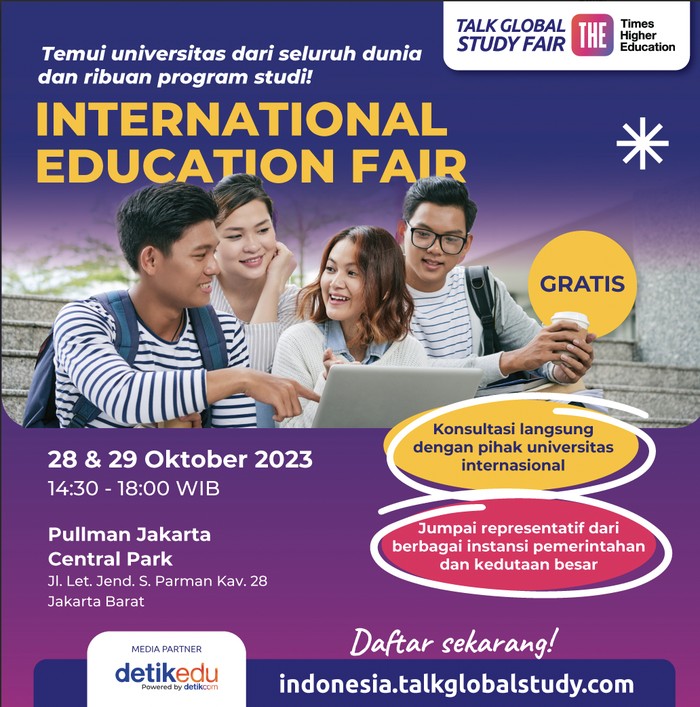 TALK GLOBAL
STUDY FAIR
THE
Times
Higher
Education
Temui universitas dari seluruh dunia
dan ribuan program studi!
INTERNATIONAL
EDUCATION FAIR
GRATIS
Konsultasi langsung
dengan pihak universitas
internasional
28 & 29 Oktober 2023
14:30 - 18:00 WIB
Jumpai representatif dari
berbagai instansi pemerintahan
dan kedutaan besar
Pullman Jakarta
Central Park
Jl. Let. Jend. S. Parman Kav. 28
Jakarta Barat
MEDIA PARTNER
detikedu
Powered by detikcom
Daftar sekarang!
indonesia.talkglobalstudy.com